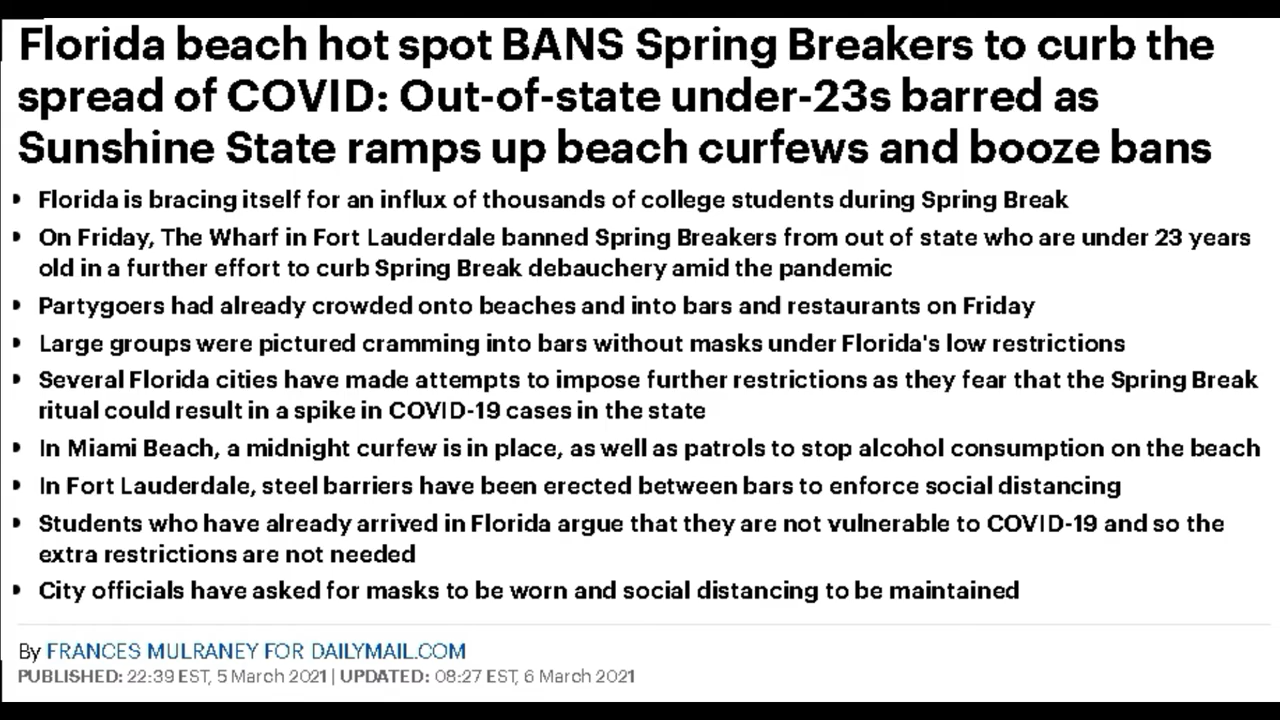 Florida beach hot spot BANS Spring Breakers to curb the
spread of COVID: Out-of-state under-23s barred as
Sunshine State ramps up beach curfews and booze bans
• Florida is bracing itself for an influx of thousands of college students during Spring Break
• On Friday, The Wharf in Fort Lauderdale banned Spring Breakers from out of state who are under 23 years
old in a further effort to curb Spring Break debauchery amid the pandemic
• Partygoers had already crowded onto beaches and into bars and restaurants on Friday
• Large groups were pictured cramming into bars without masks under Florida's low restrictions
• Several Florida cities have made attempts to impose further restrictions as they fear that the Spring Break
ritual could result in a spike in COVID-19 cases in the state
• In Miami Beach, a midnight curfew is in place, as well as patrols to stop alcohol consumption on the beach
• In Fort Lauderdale, steel barriers have been erected between bars to enforce social distancing
• Students who have already arrived in Florida argue that they are not vulnerable to COVID-19 and so the
extra restrictions are not needed
• City officials have asked for masks to be worn and social distancing to be maintained
By FRANCES MULRANEY FOR DAILYMAIL.COM
PUBLISHED: 22:39 EST, 5 March 2021 | UPDATED: 08:27 EST, 6 March 2021